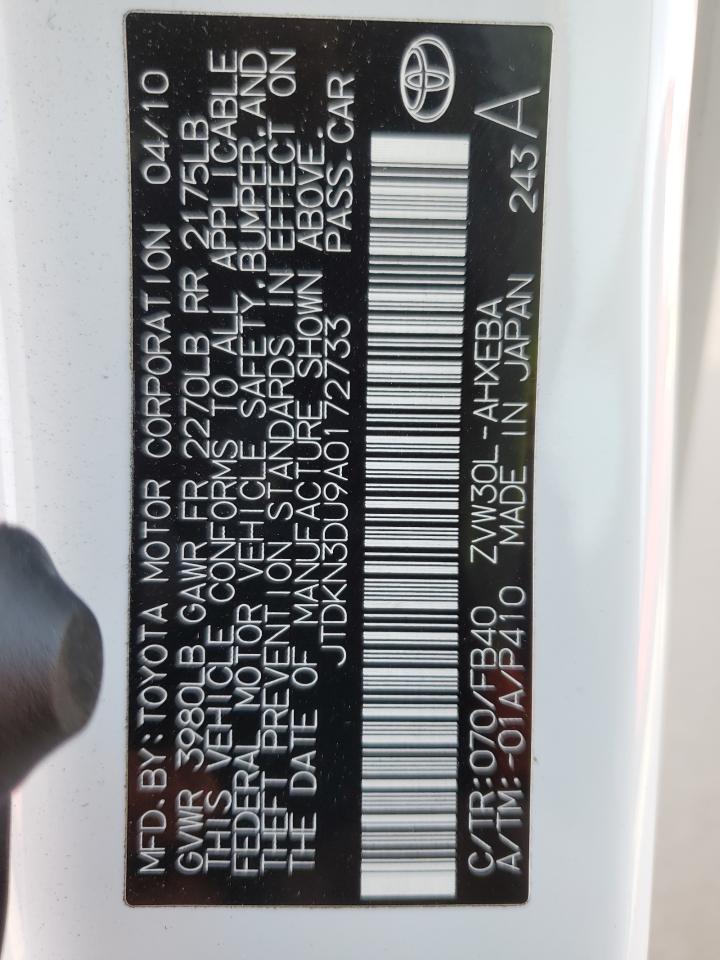 MFD. BY: TOYOTA MOTOR CORPORATION 04/10
GVWR 3980LB GAWR FR 2270LB RR 2175LB
THIS VEHICLE CONFORMS TO ALL APPLICABLE
FEDERAL MOTOR VEHICLE SAFETY, BUMPER, AND
THEFT PREVENTION STANDARDS IN EFFECT ON
THE DATE OF MANUFACTURE SHOWN ABOVE.
JTDKN3DU9A0172733 PASS. CAR
C/TR: 070/FB40 ZVW30L-AHXEBA
A/TM: -01A/P410 MADE IN JAPAN 243 A